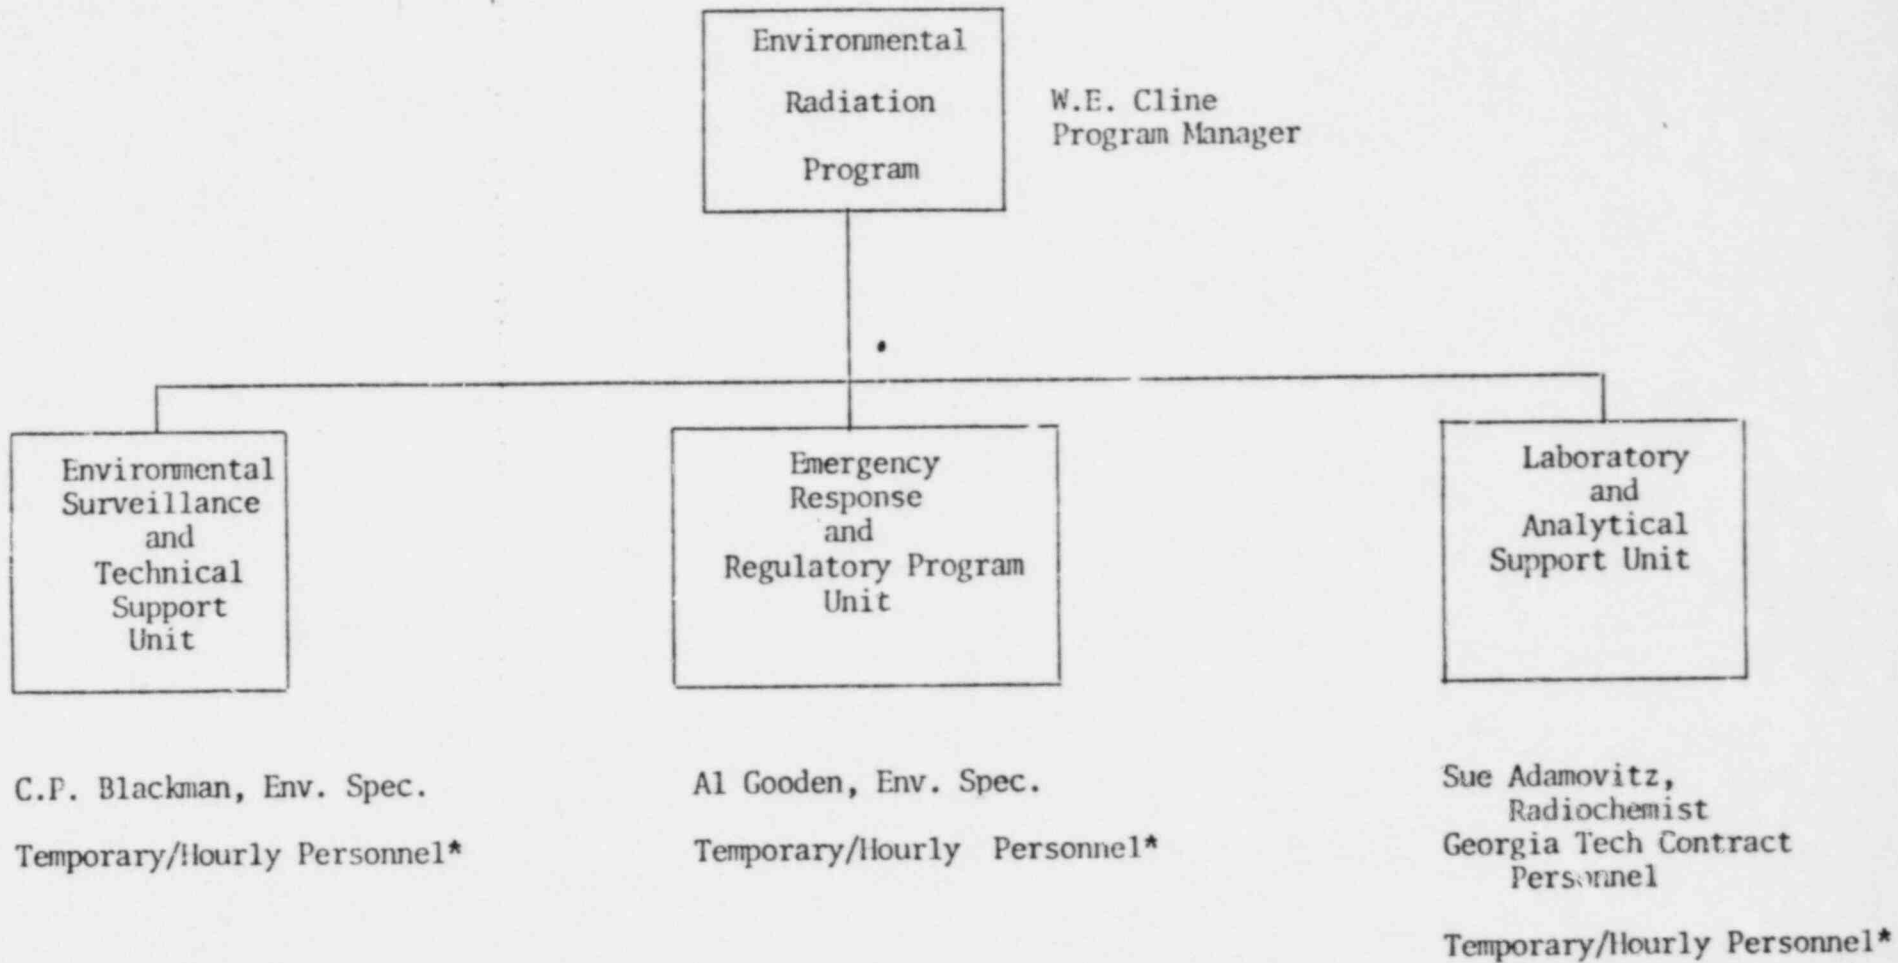 Environmental
Radiation
Program
W.E. Cline
Program Manager
Environmental
Surveillance
and
Technical
Support
Unit
Emergency
Response
and
Regulatory Program
Unit
Laboratory
and
Analytical
Support Unit
C.P. Blackman, Env. Spec.
Temporary/Hourly Personnel*
Al Gooden, Env. Spec.
Temporary/Hourly Personnel*
Sue Adamovitz,
Radiochemist
Georgia Tech Contract
Personnel
Temporary/Hourly Personnel*